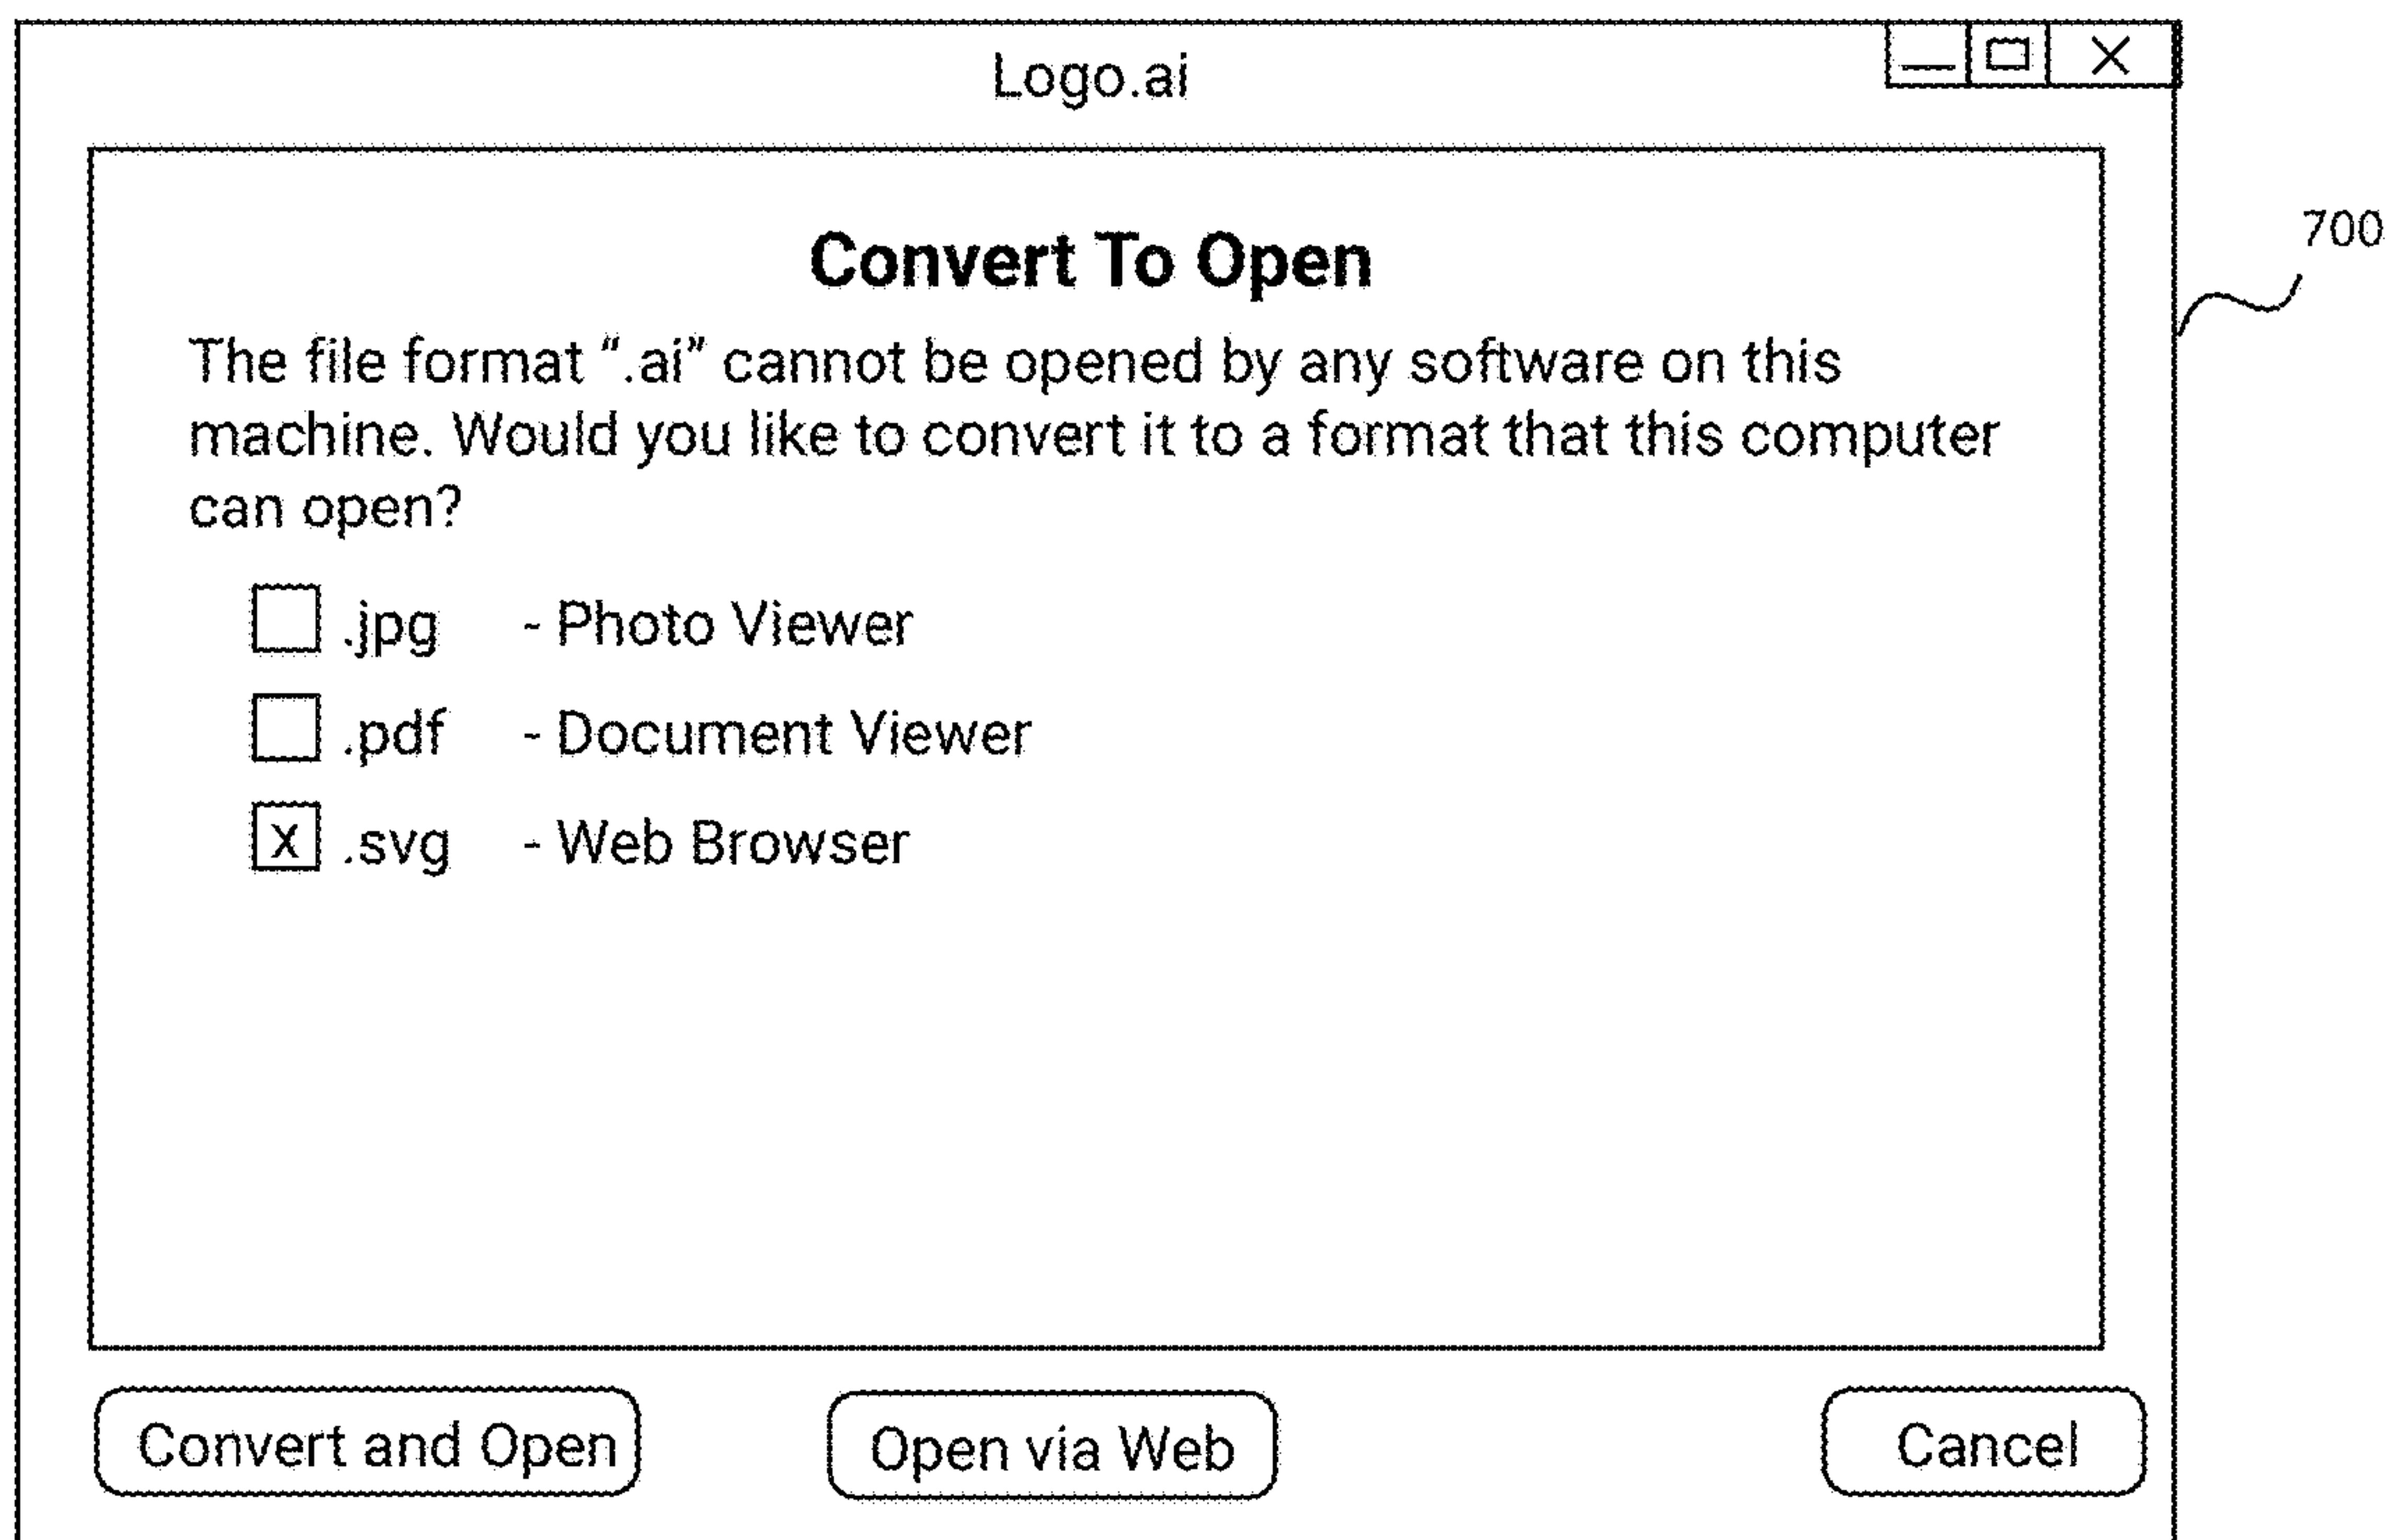 Logo.ai
700
Convert To Open
The file format “.ai” cannot be opened by any software on this
machine. Would you like to convert it to a format that this computer
can open?
.jpg - Photo Viewer
.pdf - Document Viewer
x .svg - Web Browser
Convert and Open Open via Web Cancel